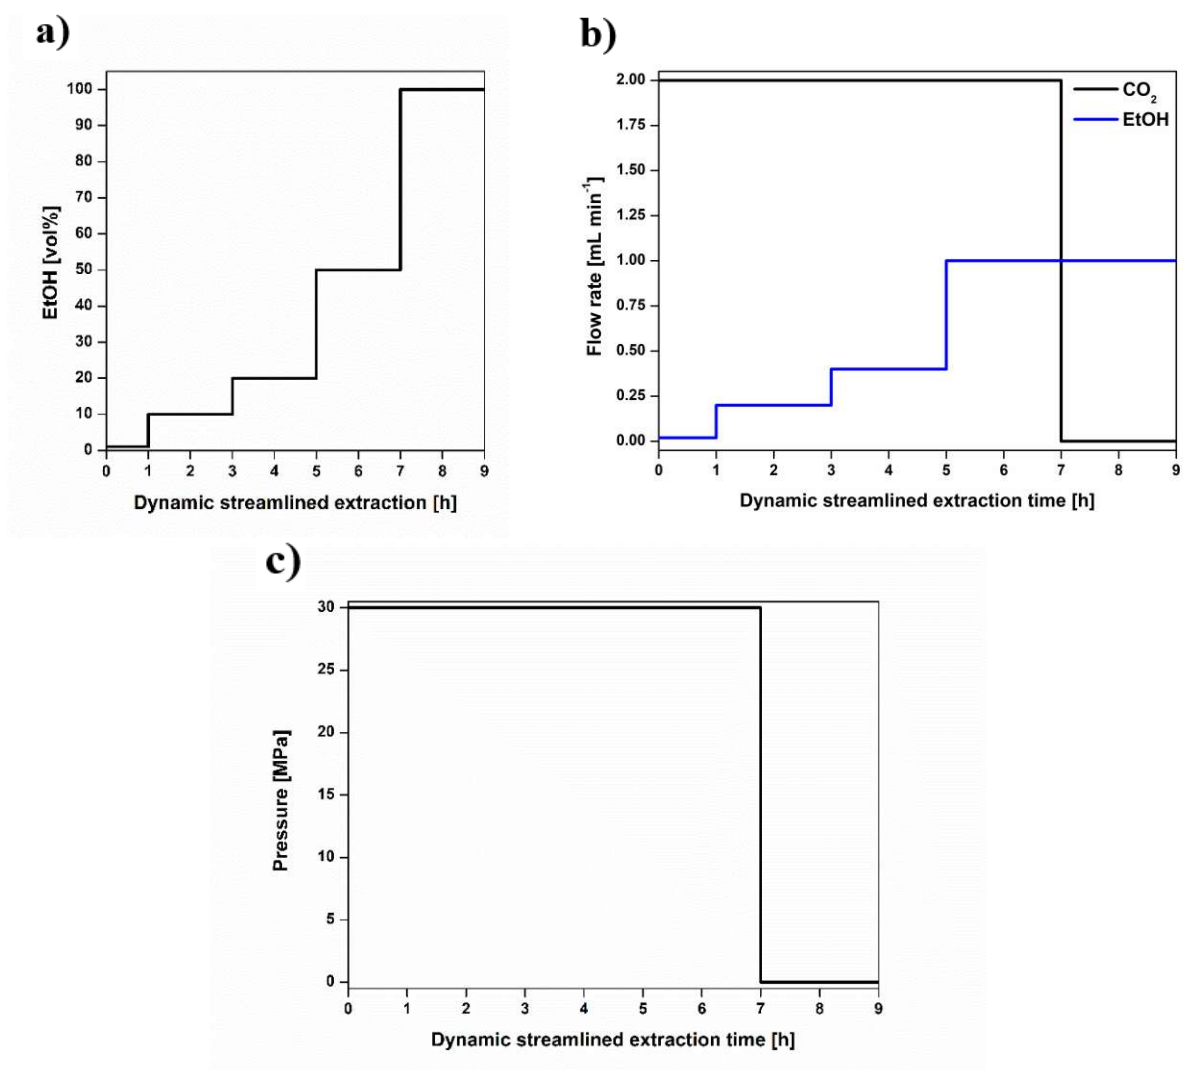 a)
100
90
80
70
60
50
40
30
20
10
0
EtOH [vol%]
0 1 2 3 4 5 6 7 8 9
Dynamic streamlined extraction [h]
b)
2.00
1.75
1.50
1.25
1.00
0.75
0.50
0.25
0.00
Flow rate [mL min⁻¹]
CO₂
EtOH
0 1 2 3 4 5 6 7 8 9
Dynamic streamlined extraction time [h]
c)
30
25
20
15
10
5
0
Pressure [MPa]
0 1 2 3 4 5 6 7 8 9
Dynamic streamlined extraction time [h]